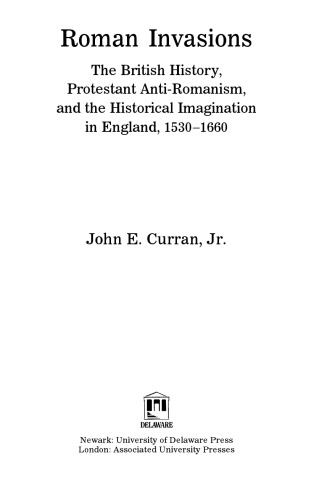 Roman Invasions
The British History,
Protestant Anti-Romanism,
and the Historical Imagination
in England, 1530–1660
John E. Curran, Jr.
DELAWARE
Newark: University of Delaware Press
London: Associated University Presses